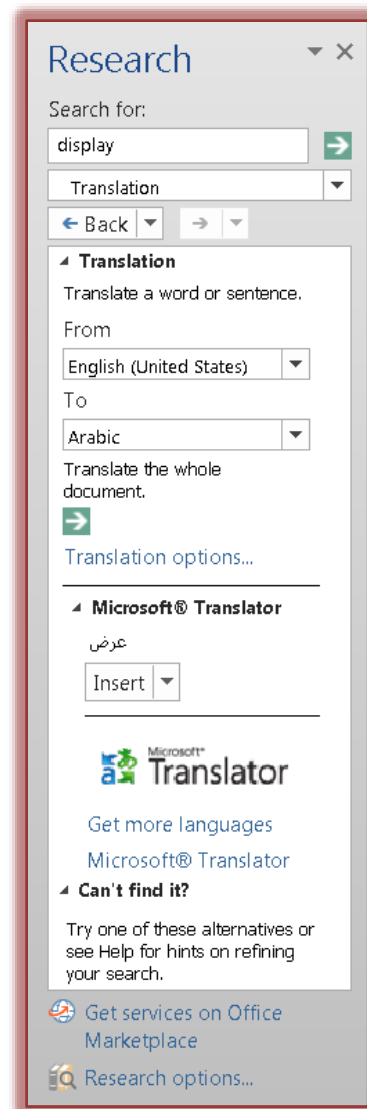 Research
Search for:
display
Translation
Back
Translation
Translate a word or sentence.
From
English (United States)
To
Arabic
Translate the whole
document.
Translation options...
Microsoft® Translator
عرض
Insert
Microsoft®
Translator
Get more languages
Microsoft® Translator
Can't find it?
Try one of these alternatives or
see Help for hints on refining
your search.
Get services on Office
Marketplace
Research options...